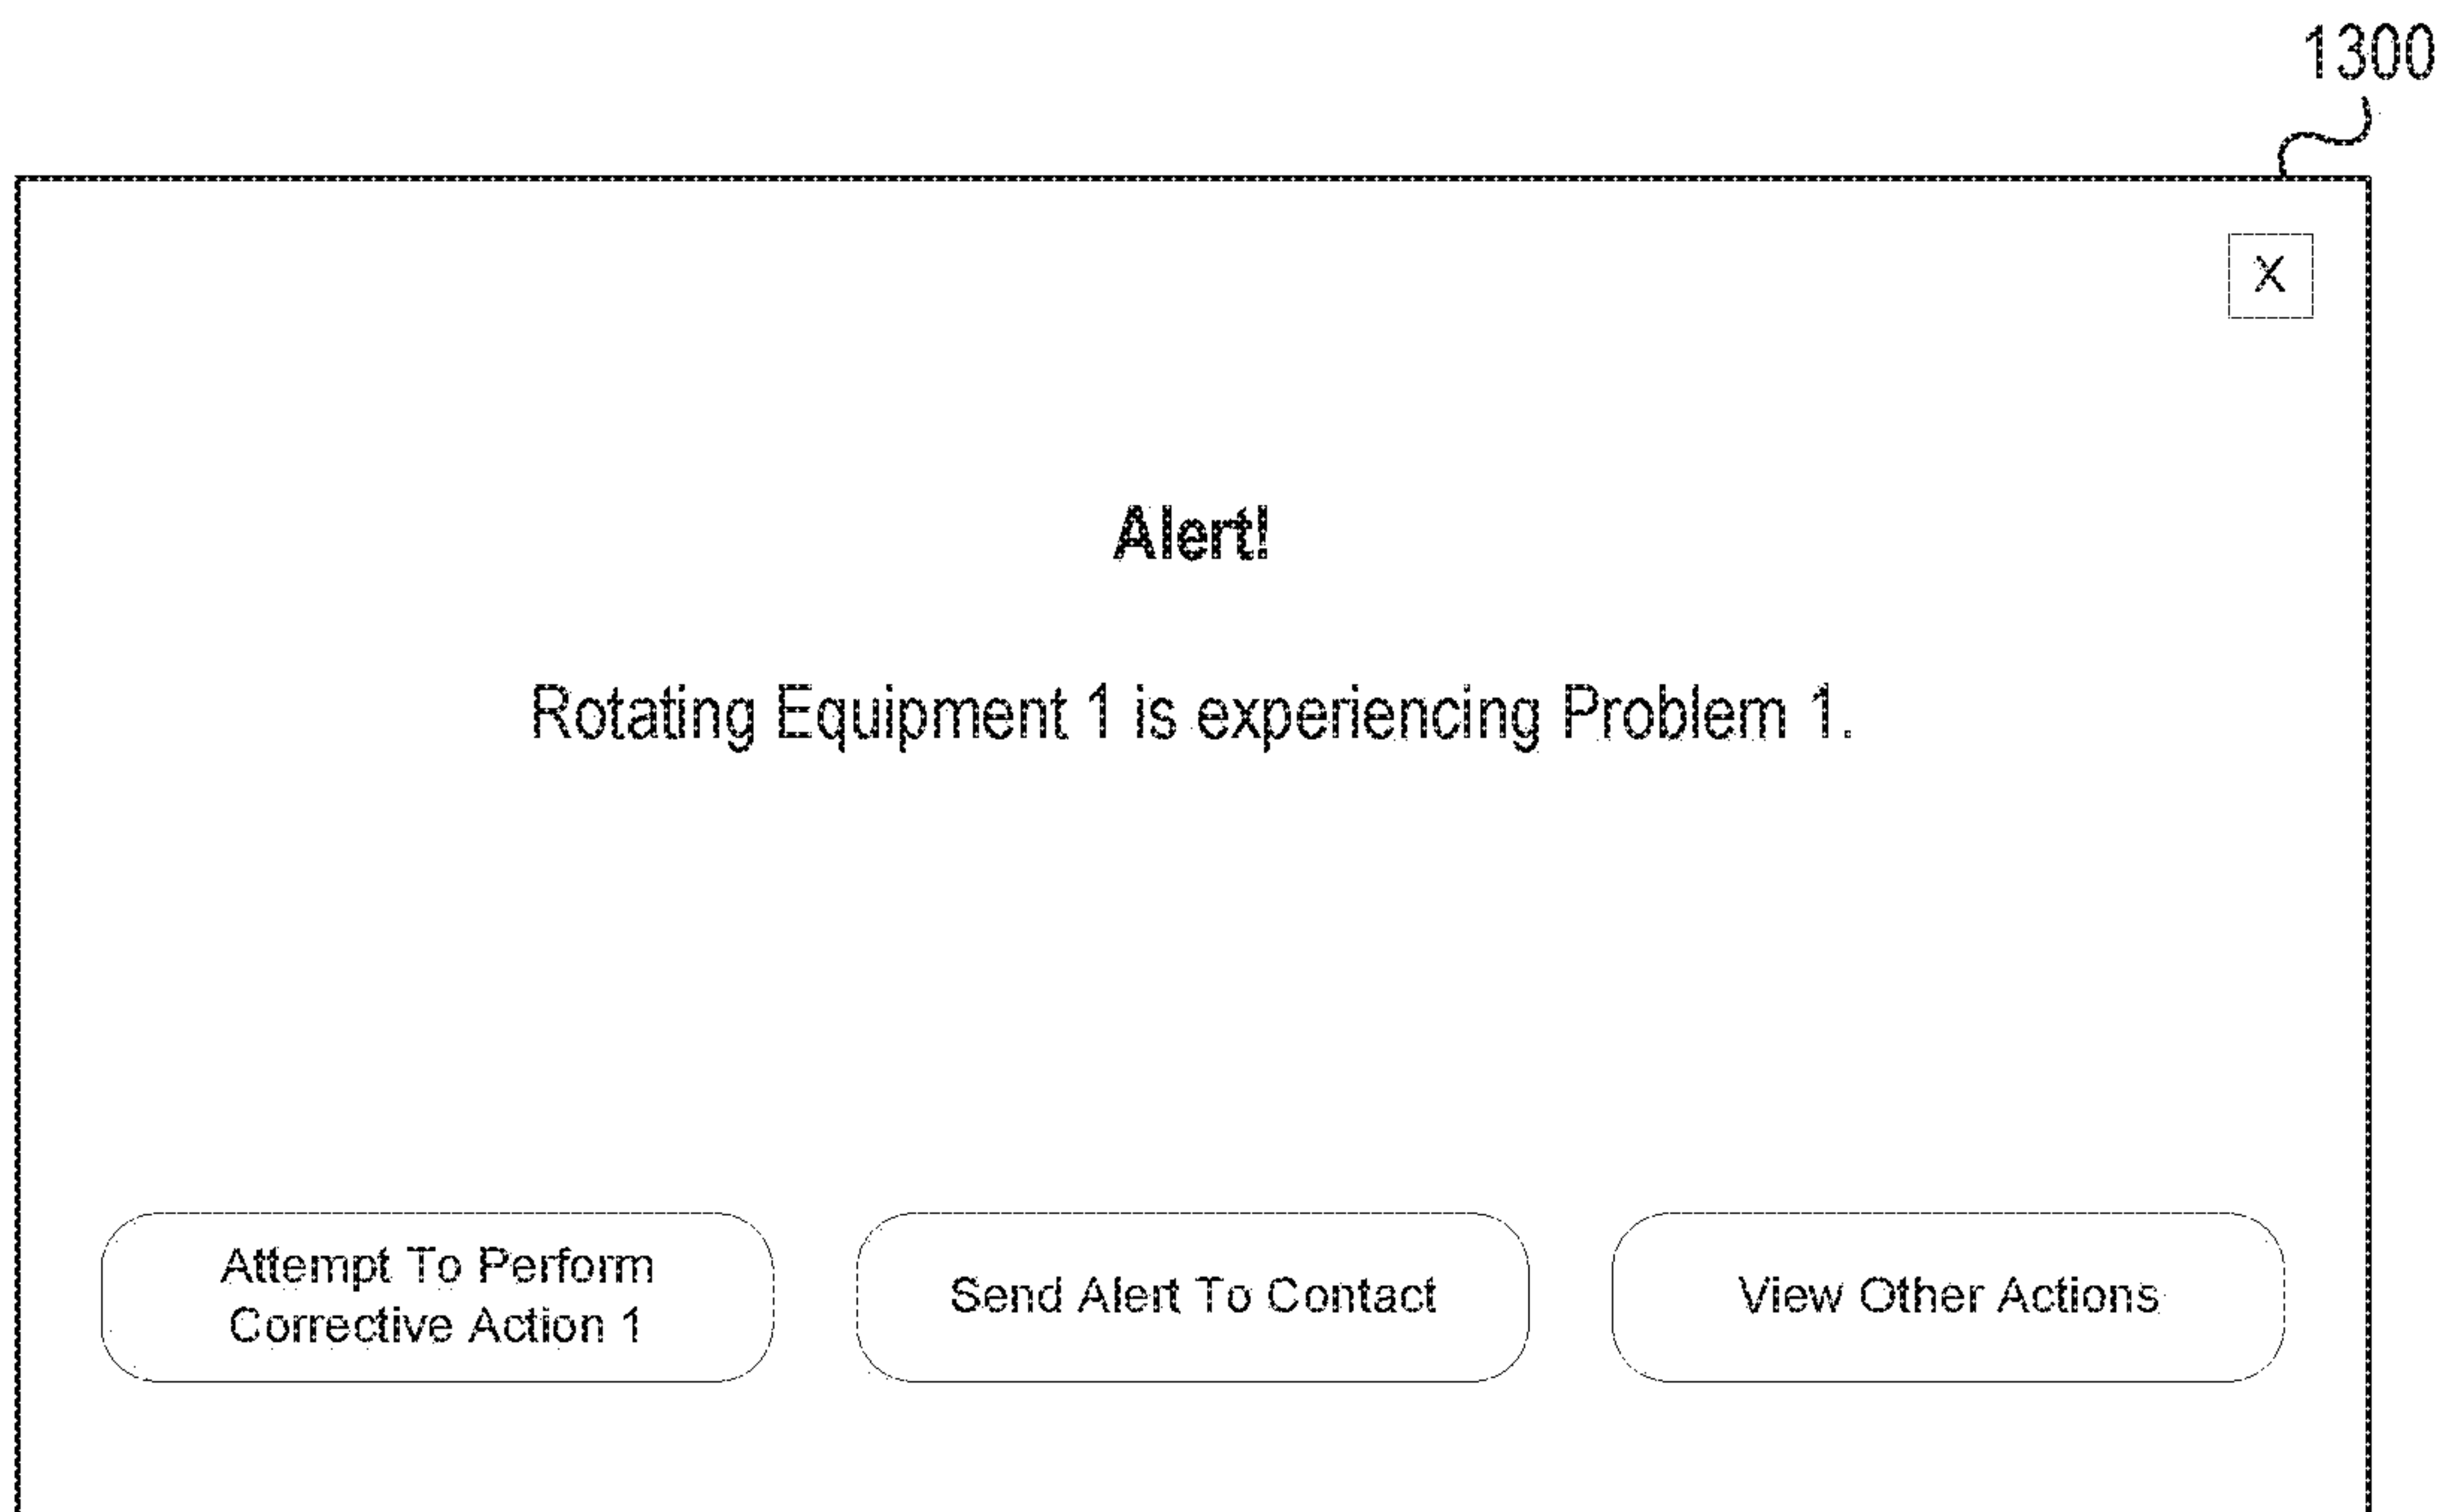 1300
X
Alert!
Rotating Equipment 1 is experiencing Problem 1.
Attempt To Perform
Corrective Action 1
Send Alert To Contact
View Other Actions